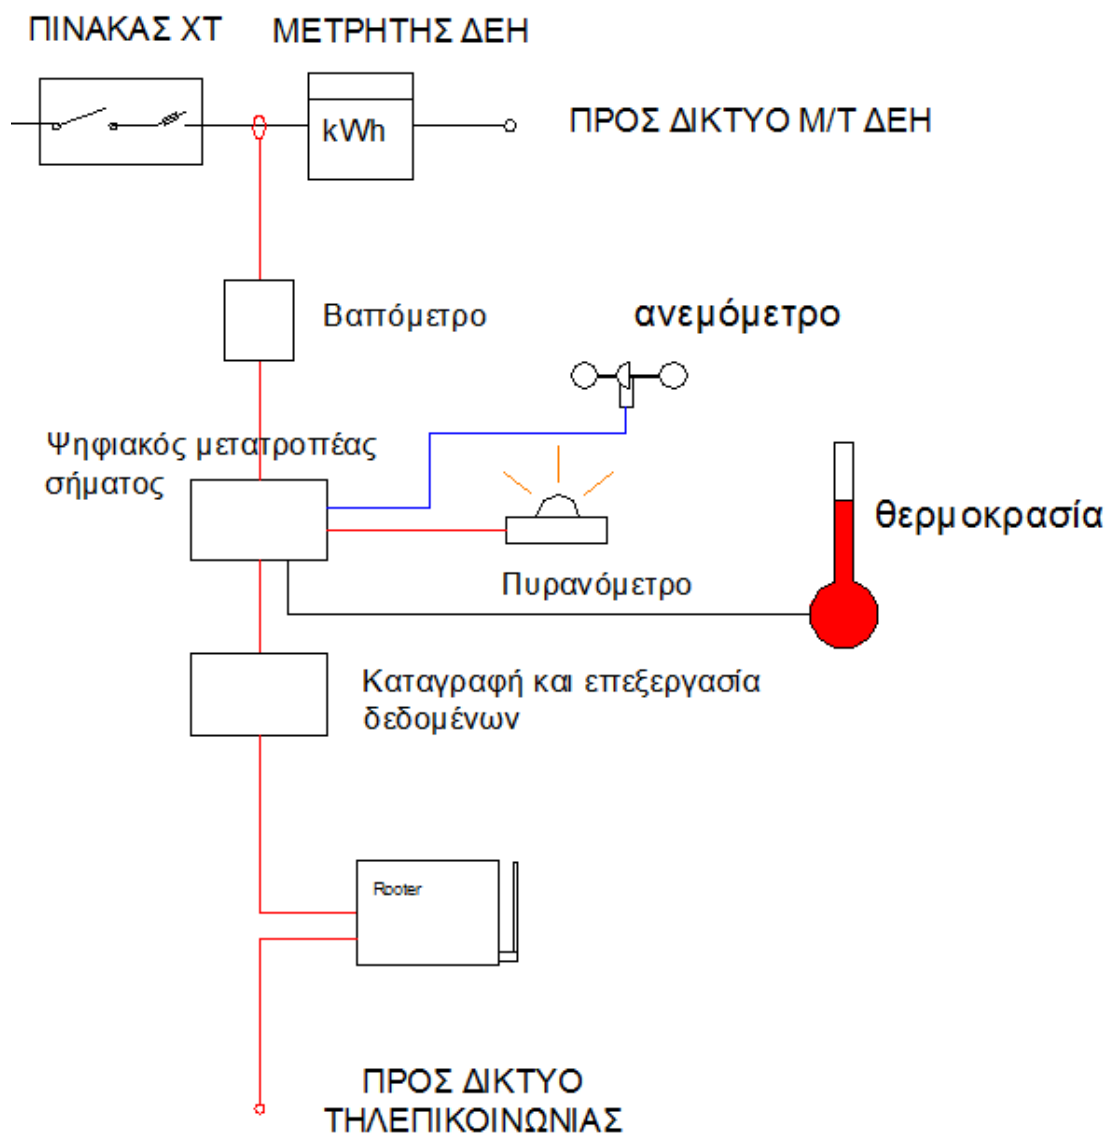 ΠΙΝΑΚΑΣ ΧΤ
ΜΕΤΡΗΤΗΣ ΔΕΗ
kWh
ΠΡΟΣ ΔΙΚΤΥΟ Μ/Τ ΔΕΗ
Βαττόμετρο
ανεμόμετρο
Ψηφιακός μετατροπέας
σήματος
θερμοκρασία
Πυρανόμετρο
Καταγραφή και επεξεργασία
δεδομένων
Rooter
ΠΡΟΣ ΔΙΚΤΥΟ
ΤΗΛΕΠΙΚΟΙΝΩΝΙΑΣ